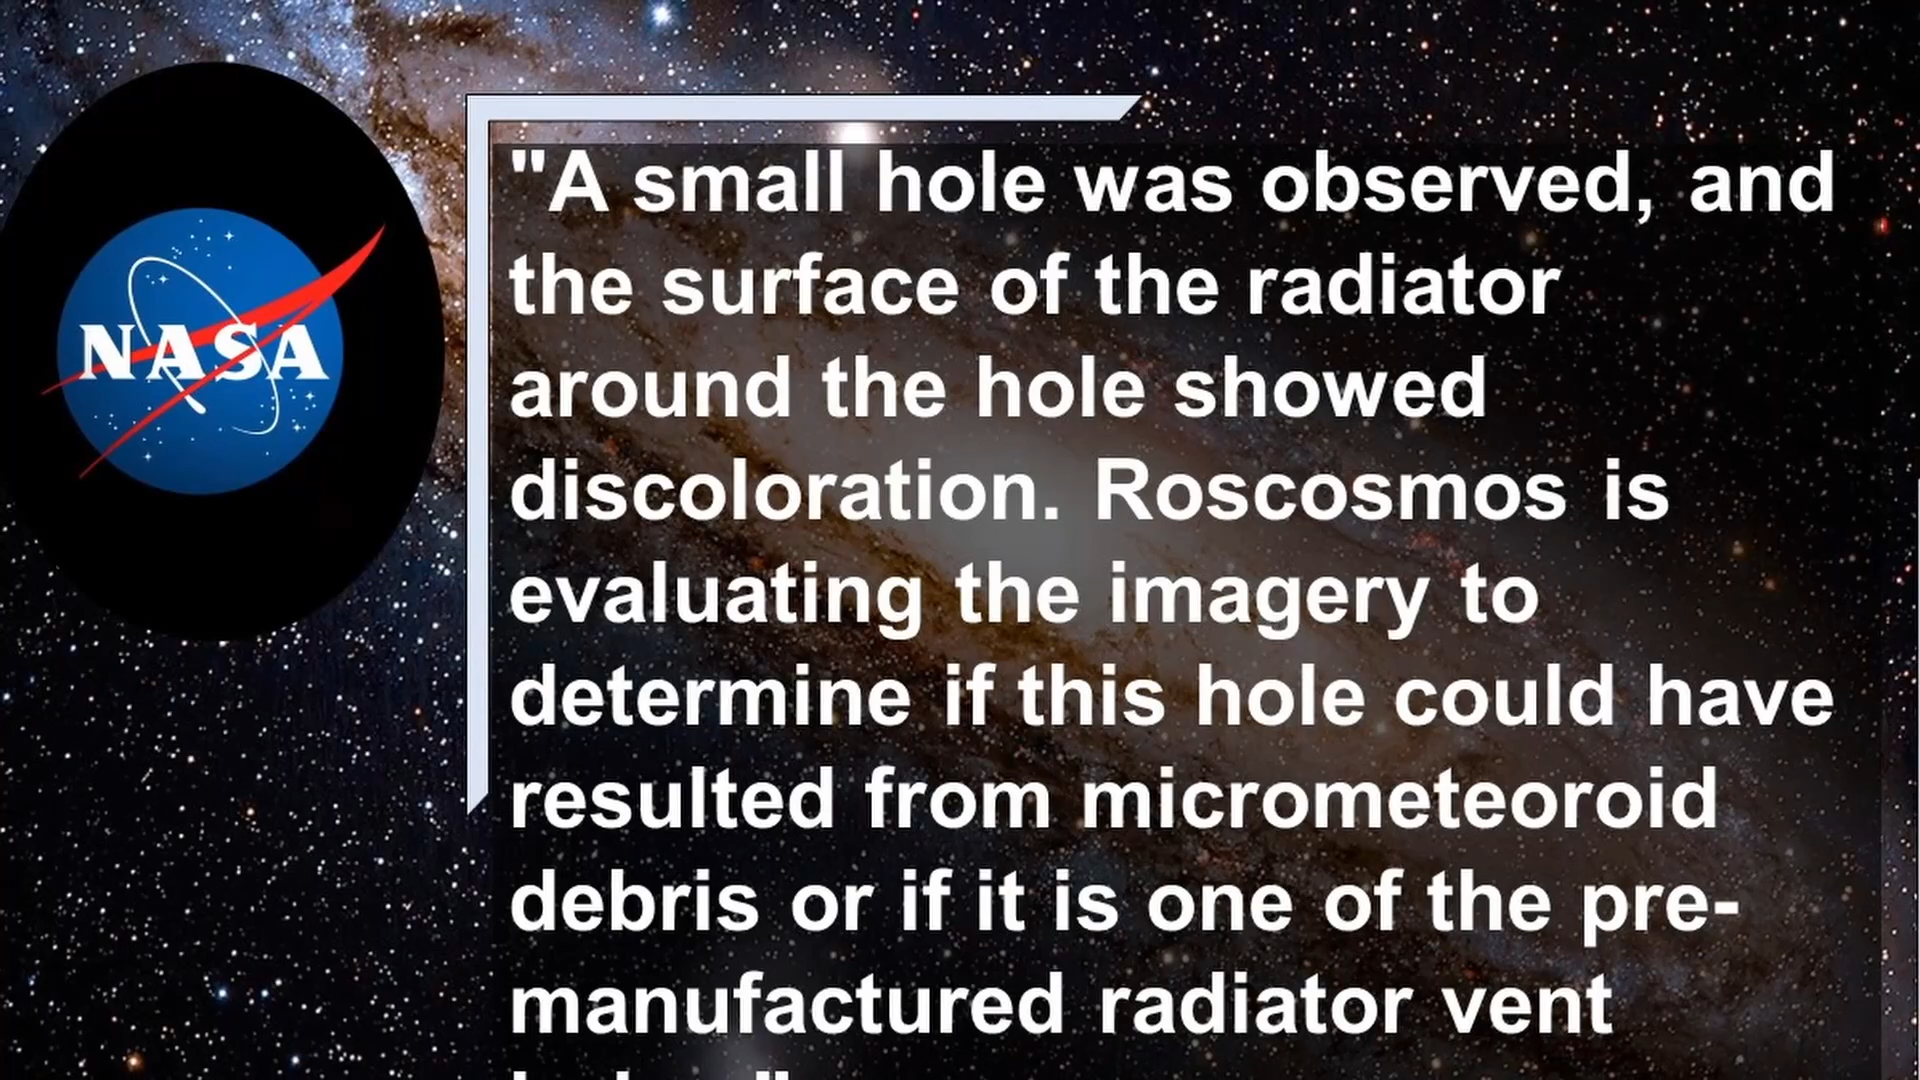 NASA
"A small hole was observed, and
the surface of the radiator
around the hole showed
discoloration. Roscosmos is
evaluating the imagery to
determine if this hole could have
resulted from micrometeoroid
debris or if it is one of the pre-
manufactured radiator vent